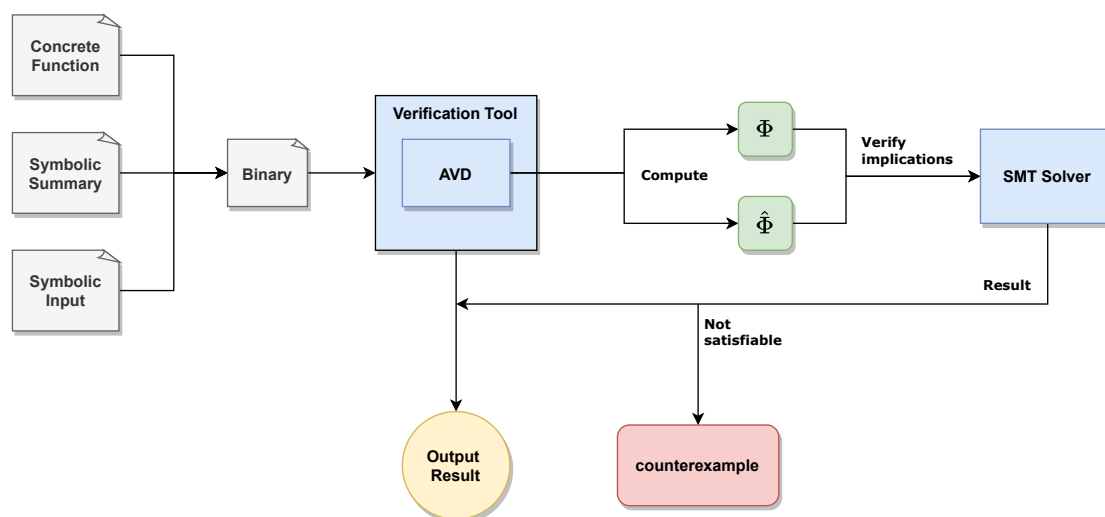 Concrete
Function
Symbolic
Summary
Symbolic
Input
Binary
Verification Tool
AVD
Compute
Φ
Φ̂
Verify
implications
SMT Solver
Result
Not
satisfiable
Output
Result
counterexample